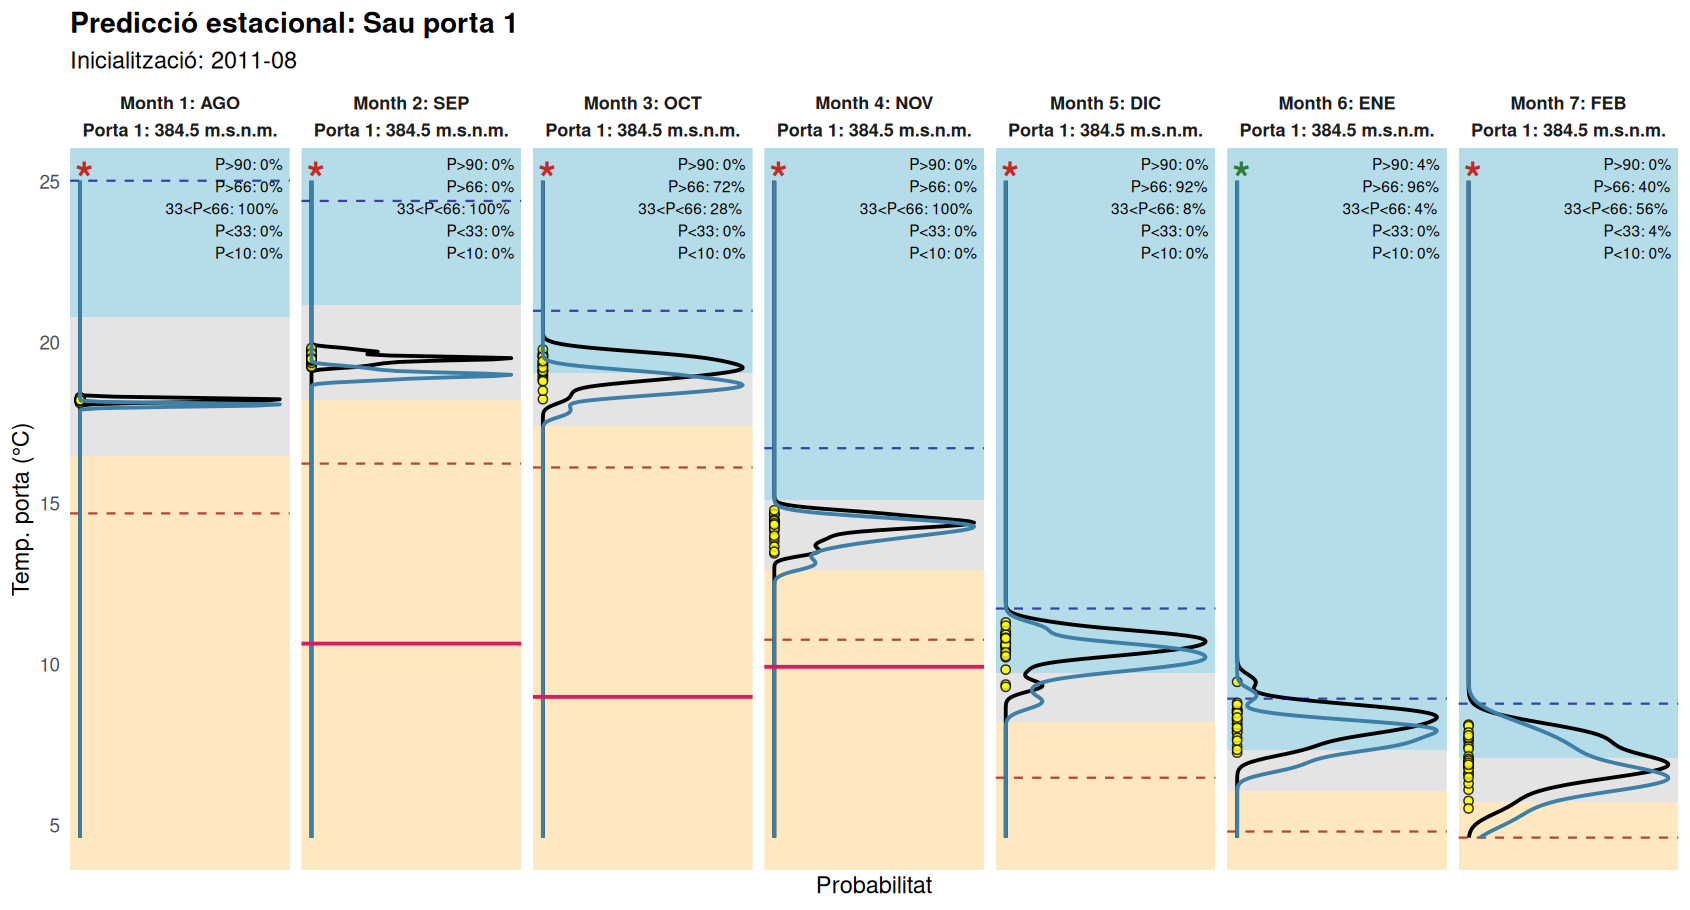 Predicció estacional: Sau porta 1
Inicialització: 2011-08
Month 1: AGO
Porta 1: 384.5 m.s.n.m.
Month 2: SEP
Porta 1: 384.5 m.s.n.m.
Month 3: OCT
Porta 1: 384.5 m.s.n.m.
Month 4: NOV
Porta 1: 384.5 m.s.n.m.
Month 5: DIC
Porta 1: 384.5 m.s.n.m.
Month 6: ENE
Porta 1: 384.5 m.s.n.m.
Month 7: FEB
Porta 1: 384.5 m.s.n.m.
*
P>90: 0%
P>66: 0%
33<P<66: 100%
P<33: 0%
P<10: 0%
*
P>90: 0%
P>66: 0%
33<P<66: 100%
P<33: 0%
P<10: 0%
*
P>90: 0%
P>66: 72%
33<P<66: 28%
P<33: 0%
P<10: 0%
*
P>90: 0%
P>66: 0%
33<P<66: 100%
P<33: 0%
P<10: 0%
*
P>90: 0%
P>66: 92%
33<P<66: 8%
P<33: 0%
P<10: 0%
*
P>90: 4%
P>66: 96%
33<P<66: 4%
P<33: 0%
P<10: 0%
*
P>90: 0%
P>66: 40%
33<P<66: 56%
P<33: 4%
P<10: 0%
25
20
15
10
5
Temp. porta (°C)
Probabilitat